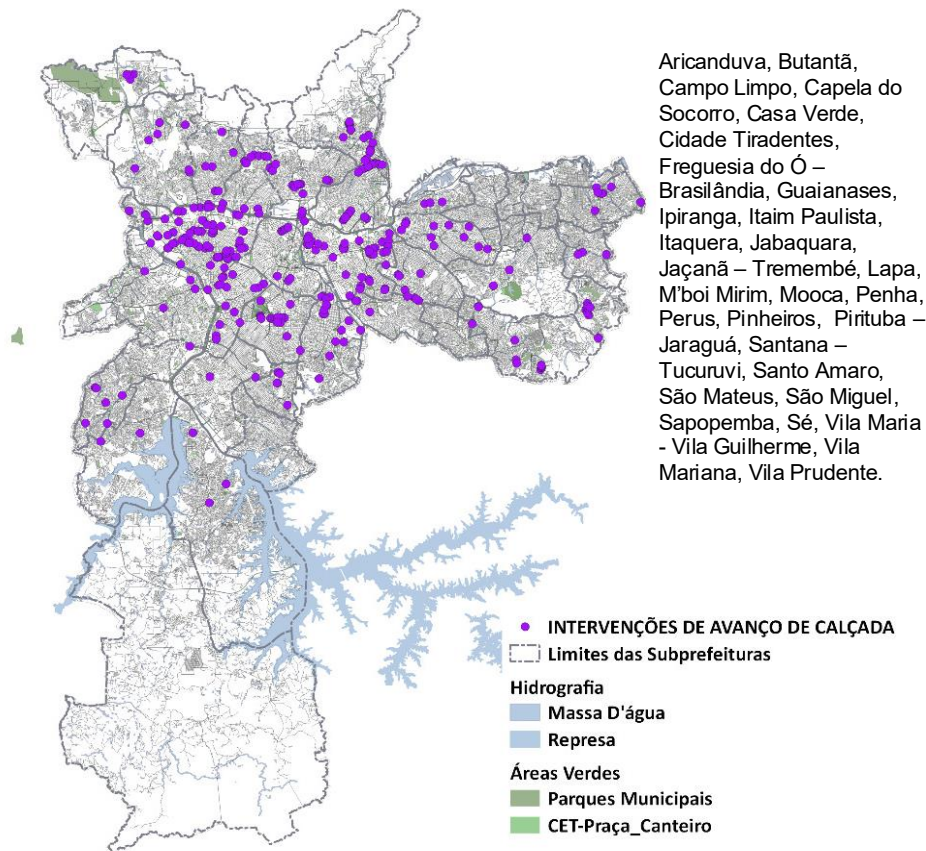 Aricanduva, Butantã,
Campo Limpo, Capela do
Socorro, Casa Verde,
Cidade Tiradentes,
Freguesia do Ó –
Brasilândia, Guaianases,
Ipiranga, Itaim Paulista,
Itaquera, Jabaquara,
Jaçanã – Tremembé, Lapa,
M'boi Mirim, Mooca, Penha,
Perus, Pinheiros, Pirituba –
Jaraguá, Santana –
Tucuruvi, Santo Amaro,
São Mateus, São Miguel,
Sapopemba, Sé, Vila Maria
- Vila Guilherme, Vila
Mariana, Vila Prudente.
INTERVENÇÕES DE AVANÇO DE CALÇADA
Limites das Subprefeituras
Hidrografia
Massa D'água
Represa
Áreas Verdes
Parques Municipais
CET-Praça_Canteiro